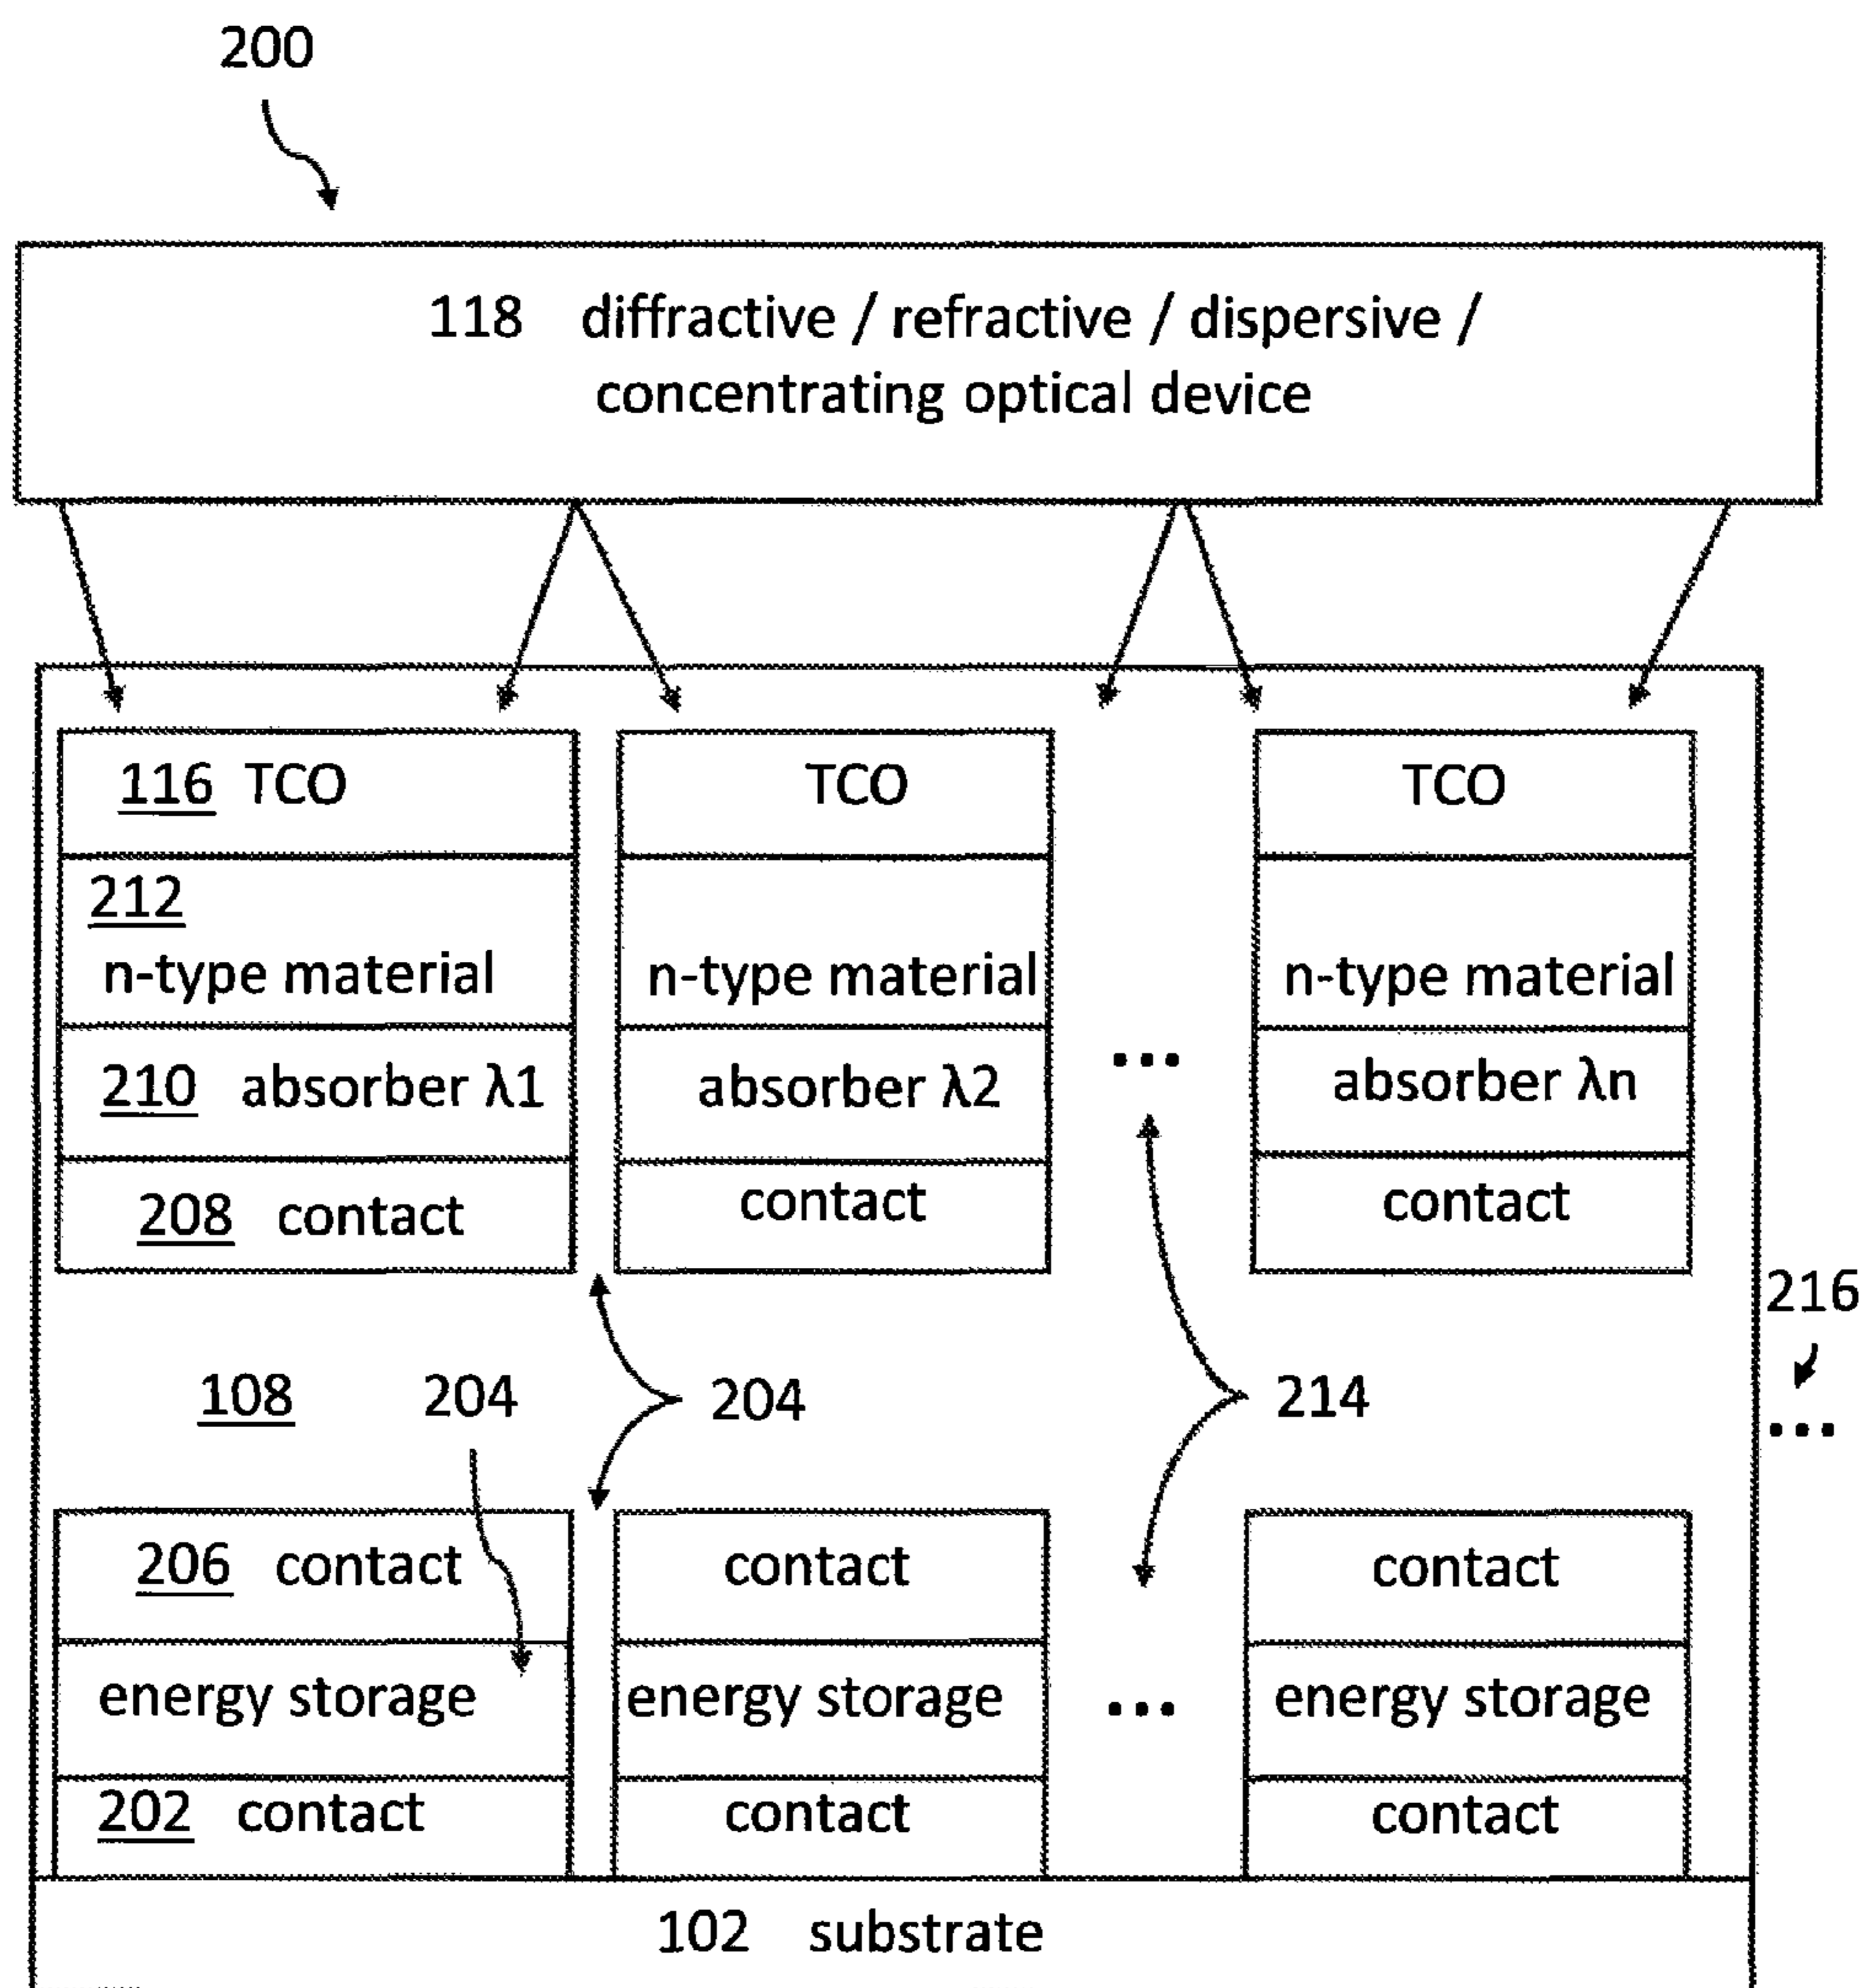 200
118 diffractive / refractive / dispersive /
concentrating optical device
116 TCO TCO TCO
212
n-type material n-type material n-type material
210 absorber λ1 absorber λ2 ... absorber λn
208 contact contact contact
216
108 204 204 214 ...
206 contact contact contact
energy storage energy storage ... energy storage
202 contact contact contact
102 substrate